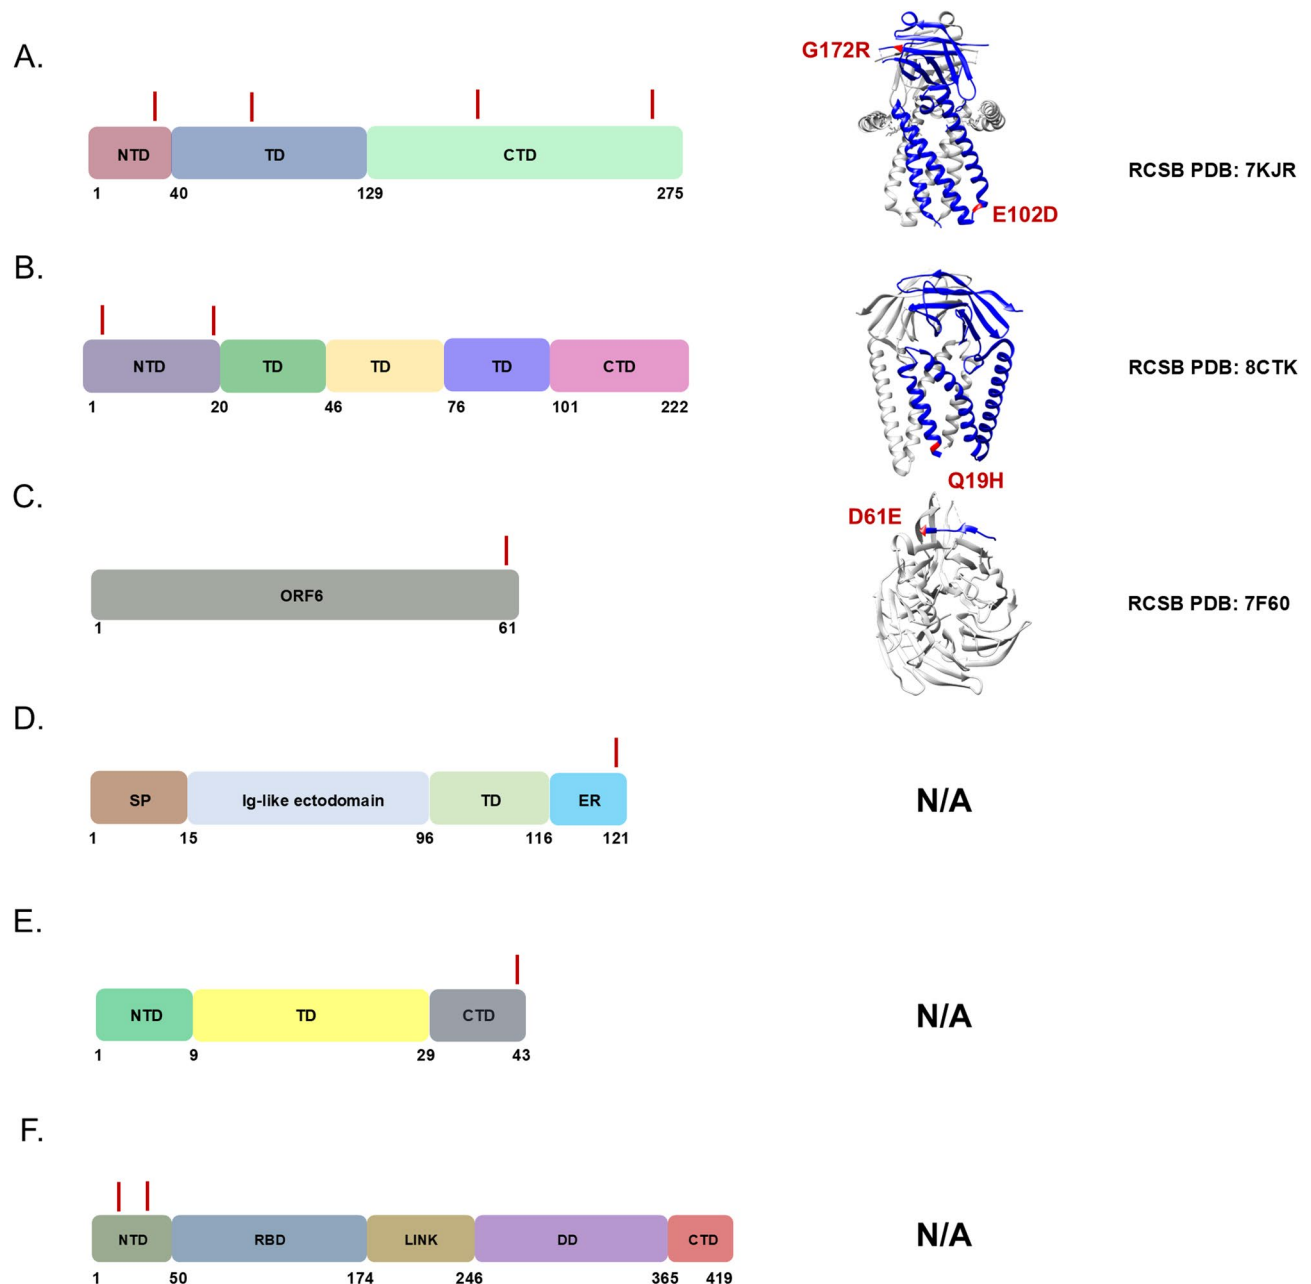 A.
G172R
NTD TD CTD
1 40 129 275
E102D
RCSB PDB: 7KJR
B.
NTD TD TD TD CTD
1 20 46 76 101 222
Q19H
RCSB PDB: 8CTK
C.
D61E
ORF6
1 61
RCSB PDB: 7F60
D.
SP Ig-like ectodomain TD ER
1 15 96 116 121
N/A
E.
NTD TD CTD
1 9 29 43
N/A
F.
NTD RBD LINK DD CTD
1 50 174 246 365 419
N/A